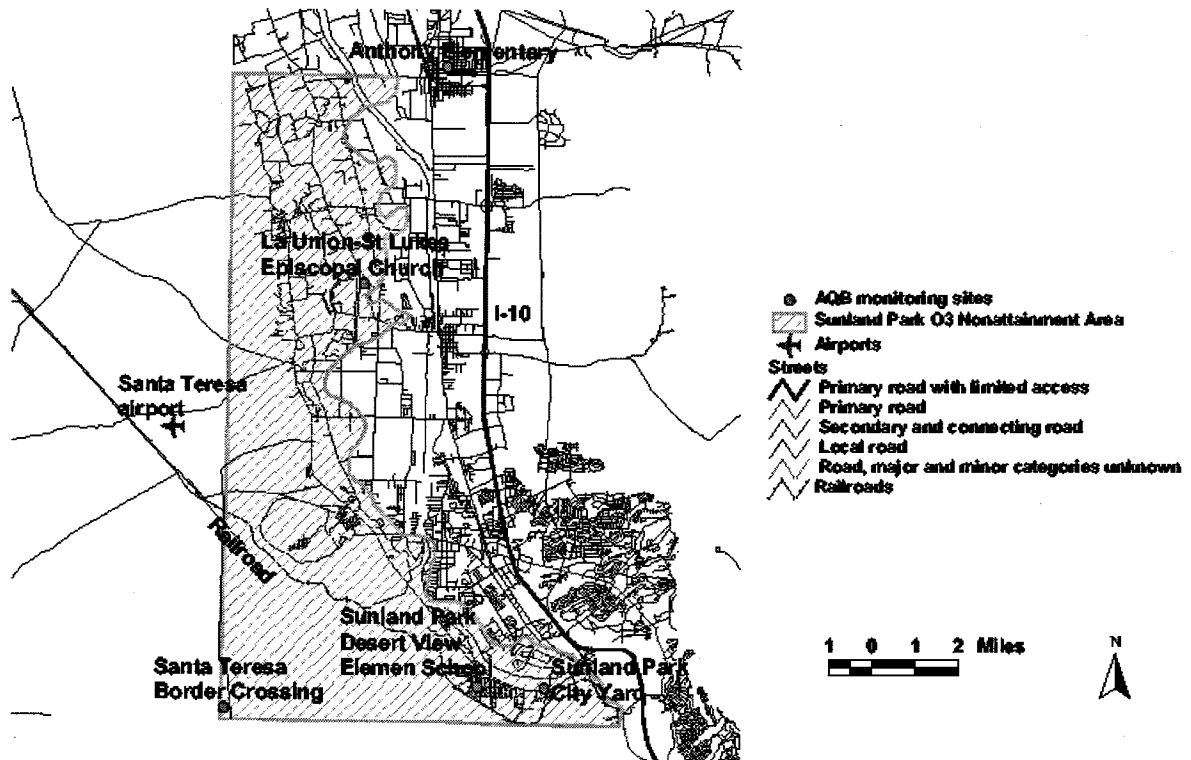 Anthony Elementary
La Union-St Lukes
Episcopal Church
I-10
Santa Teresa
airport
Railroad
Sunland Park
Desert View
Elemen School
Santa Teresa
Border Crossing
Sunland Park
City Yard
AQB monitoring sites
Sunland Park O3 Nonattainment Area
Airports
Streets
Primary road with limited access
Primary road
Secondary and connecting road
Local road
Road, major and minor categories unknown
Railroads
1 0 1 2 Miles
N